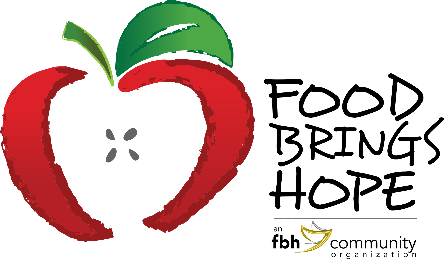 FOOD
BRINGS
HOPE
an
fbh community
organization